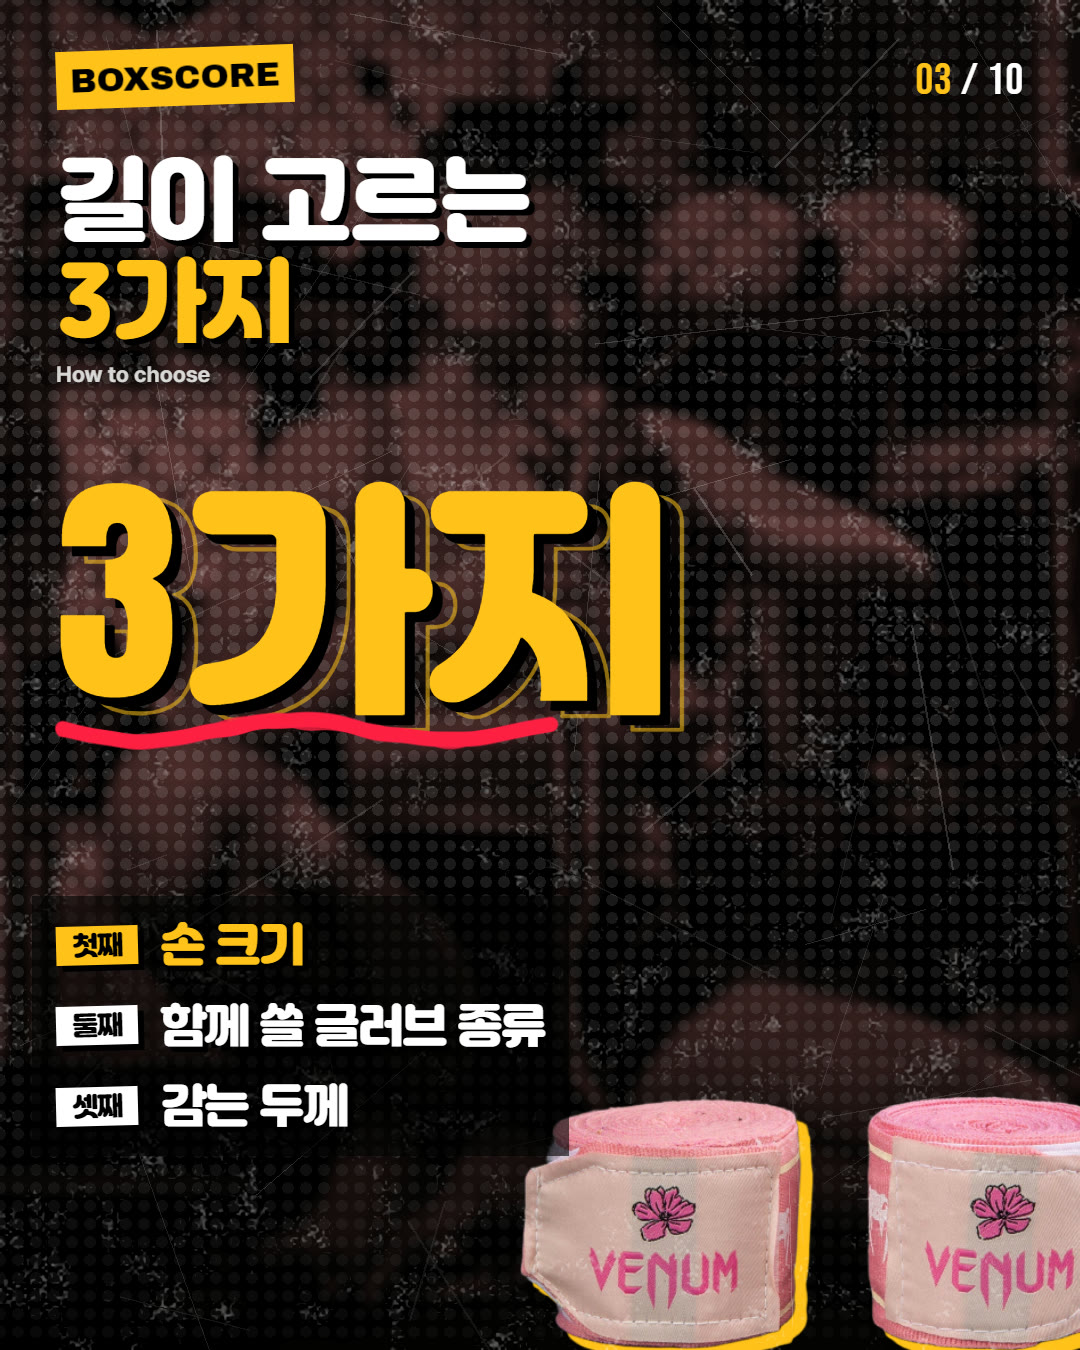 BOXSCORE
03 / 10
길이 고르는
3가지
How to choose
3가지
첫째 손 크기
둘째 함께 쓸 글러브 종류
셋째 감는 두께
VENUM
VENUM